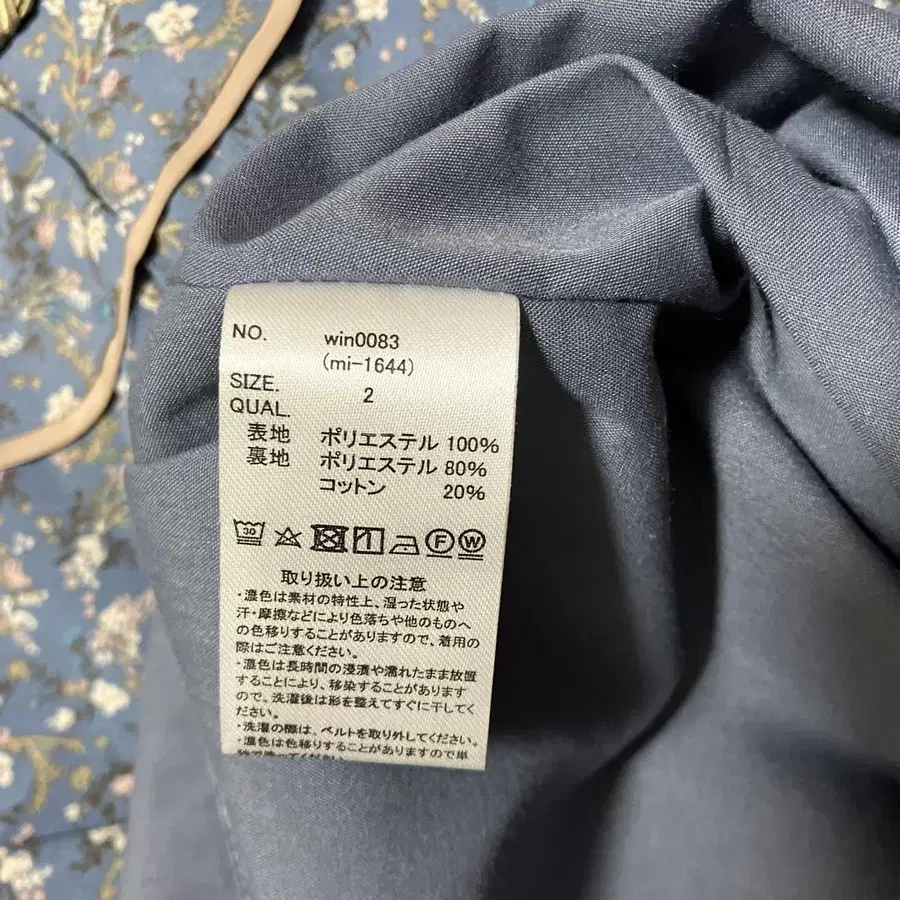 NO. win0083
(mi-1644)
SIZE. 2
QUAL.
表地 ポリエステル 100%
裏地 ポリエステル 80%
コットン 20%
30 F W
取り扱い上の注意
・濃色は素材の特性上、湿った状態や
汗・摩擦などにより色落ちや他のものへ
の色移りすることがありますので、着用の
際はご注意ください。
・濃色は長時間の浸漬や濡れたまま放置
することにより、移染することがあります
ので、洗濯後は形を整えてすぐに干してく
ださい。
・洗濯の際は、ベルトを取り外してください。
・濃色は色移りすることがありますので単